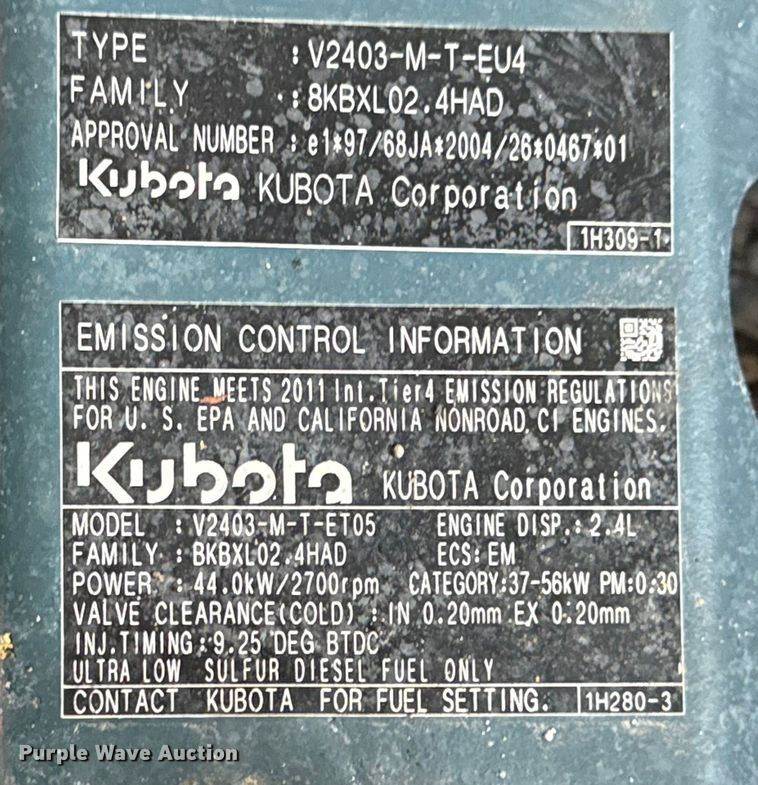 TYPE : V2403-M-T-EU4
FAMILY : 8KBXL02.4HAD
APPROVAL NUMBER : e1*97/68JA*2004/26*0467*01
Kubota KUBOTA Corporation
1H309-1
EMISSION CONTROL INFORMATION
THIS ENGINE MEETS 2011 Int.Tier4 EMISSION REGULATIONS
FOR U. S. EPA AND CALIFORNIA NONROAD CI ENGINES.
Kubota KUBOTA Corporation
MODEL : V2403-M-T-ET05 ENGINE DISP.: 2.4L
FAMILY : BKBXL02.4HAD ECS: EM
POWER : 44.0kW/2700rpm CATEGORY:37-56kW PM:0.30
VALVE CLEARANCE(COLD) : IN 0.20mm EX 0.20mm
INJ.TIMING:9.25 DEG BTDC
ULTRA LOW SULFUR DIESEL FUEL ONLY
CONTACT KUBOTA FOR FUEL SETTING. 1H280-3
Purple Wave Auction